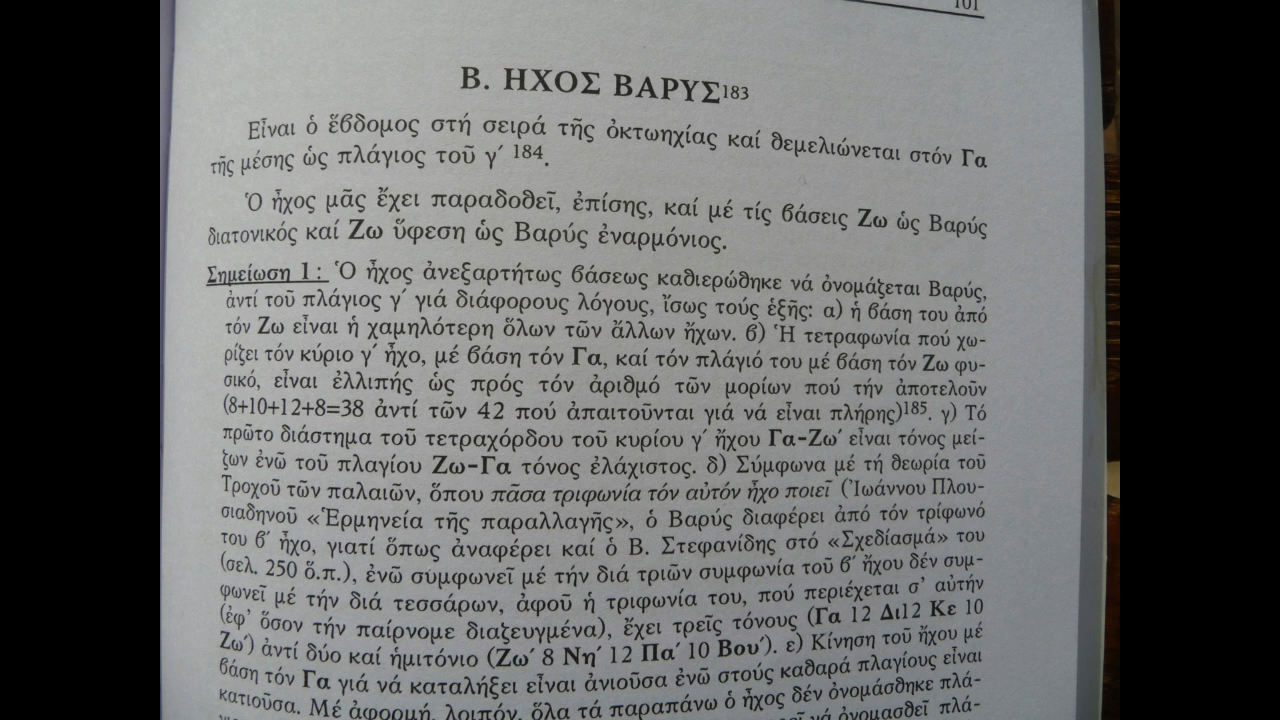 101
Β. ΗΧΟΣ ΒΑΡΥΣ183
Εἶναι ὁ ἕβδομος στή σειρά τῆς ὀκτωηχίας καί θεμελιώνεται στόν Γα
τῆς μέσης ὡς πλάγιος τοῦ γ΄ 184.
Ὁ ἦχος μᾶς ἔχει παραδοθεῖ, ἐπίσης, καί μέ τίς βάσεις Ζω ὡς Βαρύς
διατονικός καί Ζω ὕφεση ὡς Βαρύς ἐναρμόνιος.
Σημείωση 1: Ὁ ἦχος ἀνεξαρτήτως βάσεως καθιερώθηκε νά ὀνομάζεται Βαρύς,
ἀντί τοῦ πλάγιος γ΄ γιά διάφορους λόγους, ἴσως τούς ἑξῆς: α) ἡ βάση του ἀπό
τόν Ζω εἶναι ἡ χαμηλότερη ὅλων τῶν ἄλλων ἤχων. β) Ἡ τετραφωνία πού χω-
ρίζει τόν κύριο γ΄ ἦχο, μέ βάση τόν Γα, καί τόν πλάγιό του μέ βάση τόν Ζω φυ-
σικό, εἶναι ἐλλιπής ὡς πρός τόν ἀριθμό τῶν μορίων πού τήν ἀποτελοῦν
(8+10+12+8=38 ἀντί τῶν 42 πού ἀπαιτοῦνται γιά νά εἶναι πλήρης)185. γ) Τό
πρῶτο διάστημα τοῦ τετραχόρδου τοῦ κυρίου γ΄ ἤχου Γα-Ζω΄ εἶναι τόνος μεί-
ζων ἐνῶ τοῦ πλαγίου Ζω-Γα τόνος ἐλάχιστος. δ) Σύμφωνα μέ τή θεωρία τοῦ
Τροχοῦ τῶν παλαιῶν, ὅπου πᾶσα τριφωνία τόν αὐτόν ἦχο ποιεῖ (Ἰωάννου Πλου-
σιαδηνοῦ «Ἑρμηνεία τῆς παραλλαγῆς», ὁ Βαρύς διαφέρει ἀπό τόν τρίφωνό
του β΄ ἦχο, γιατί ὅπως ἀναφέρει καί ὁ Β. Στεφανίδης στό «Σχεδίασμά» του
(σελ. 250 ὅ.π.), ἐνῶ συμφωνεῖ μέ τήν διά τριῶν συμφωνία τοῦ β΄ ἤχου δέν συμ-
φωνεῖ μέ τήν διά τεσσάρων, ἀφοῦ ἡ τριφωνία του, πού περιέχεται σ᾽ αὐτήν
(ἐφ᾽ ὅσον τήν παίρνομε διαζευγμένα), ἔχει τρεῖς τόνους (Γα 12 Δι12 Κε 10
Ζω΄) ἀντί δύο καί ἡμιτόνιο (Ζω΄ 8 Νη΄ 12 Πα΄ 10 Βου΄). ε) Κίνηση τοῦ ἤχου μέ
βάση τόν Γα γιά νά καταλήξει εἶναι ἀνιοῦσα ἐνῶ στούς καθαρά πλαγίους εἶναι
κατιοῦσα. Μέ ἀφορμή, λοιπόν, ὅλα τά παραπάνω ὁ ἦχος δέν ὀνομάσθηκε πλά-
νά ὀνομασθεῖ πλά-